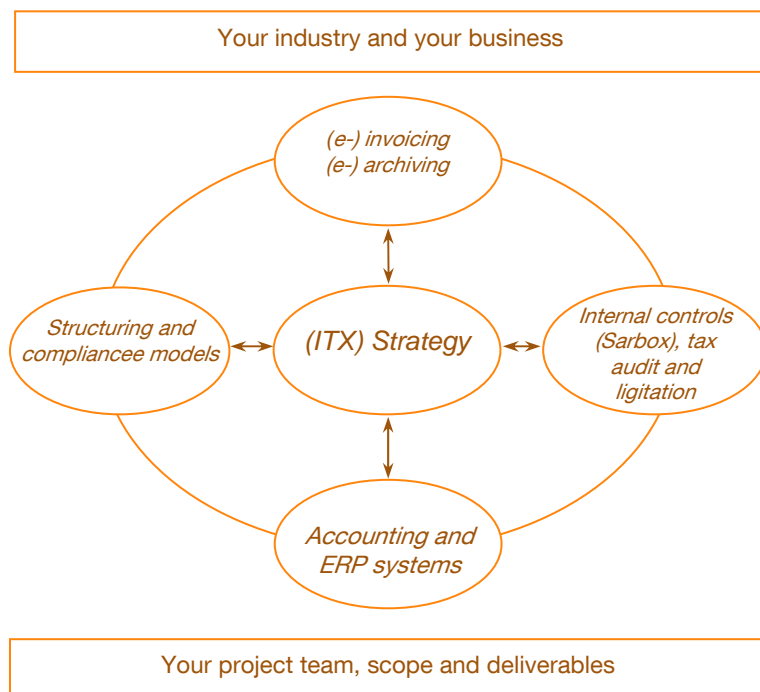 Your industry and your business
(e-) invoicing
(e-) archiving
Structuring and
compliancee models
(ITX) Strategy
Internal controls
(Sarbox), tax
audit and
ligitation
Accounting and
ERP systems
Your project team, scope and deliverables